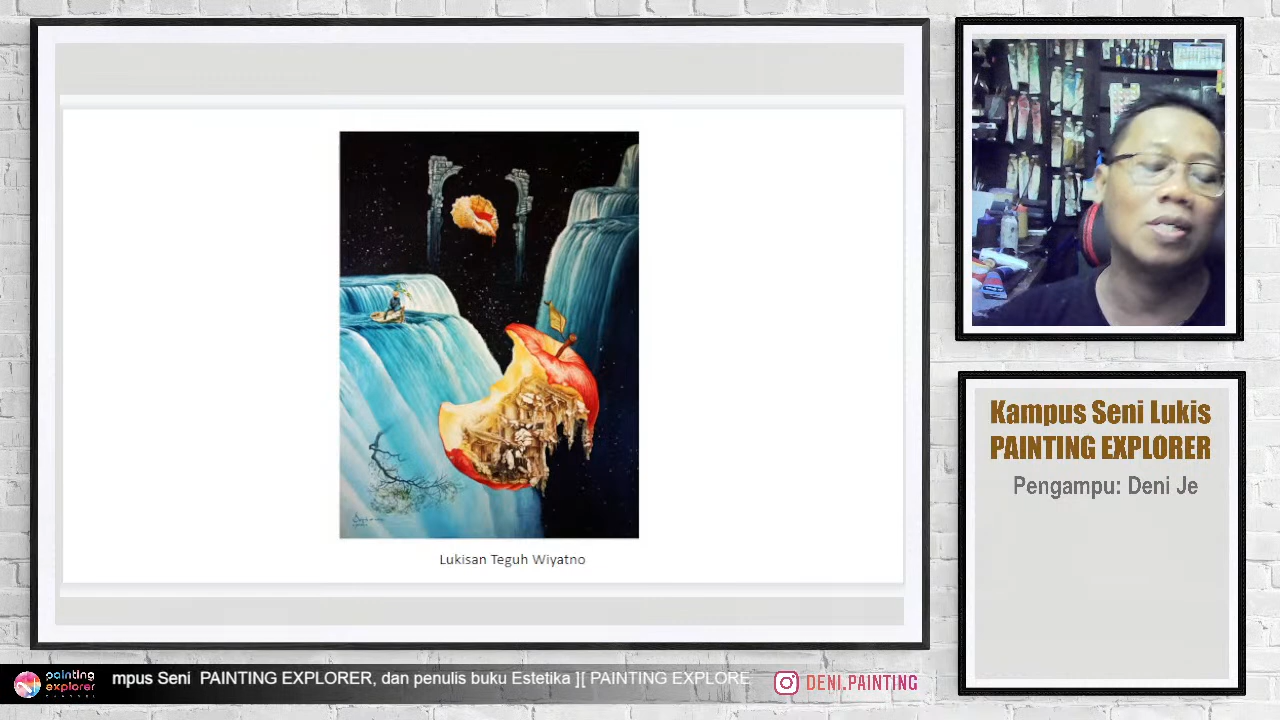 Lukisan Teguh Wiyatno
Kampus Seni Lukis
PAINTING EXPLORER
Pengampu: Deni Je
painting
explorer
CHANNEL
mpus Seni  PAINTING EXPLORER, dan penulis buku Estetika ][ PAINTING EXPLORE
DENI.PAINTING